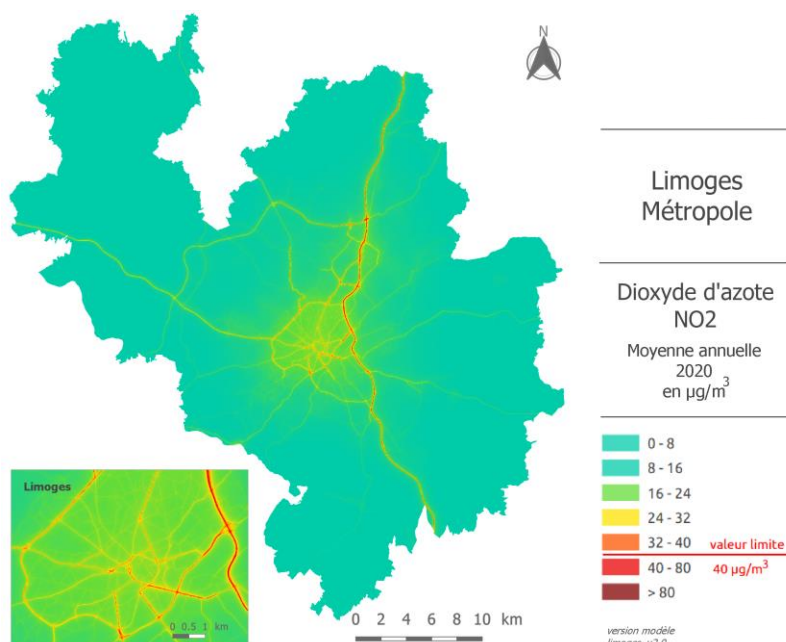 N
Limoges
Métropole
Dioxyde d'azote
NO2
Moyenne annuelle
2020
en µg/m³
0 - 8
8 - 16
16 - 24
24 - 32
32 - 40 valeur limite
40 - 80 40 µg/m³
> 80
version modèle
Limoges
0 0.5 1 km
0 2 4 6 8 10 km